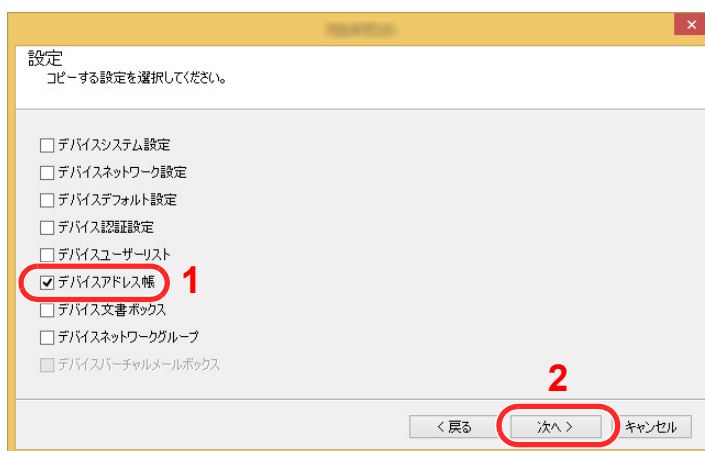 設定
コピーする設定を選択してください。
デバイスシステム設定
デバイスネットワーク設定
デバイスデフォルト設定
デバイス認証設定
デバイスユーザーリスト
デバイスアドレス帳 1
デバイス文書ボックス
デバイスネットワークグループ
デバイスバーチャルメールボックス
2
< 戻る 次へ > キャンセル